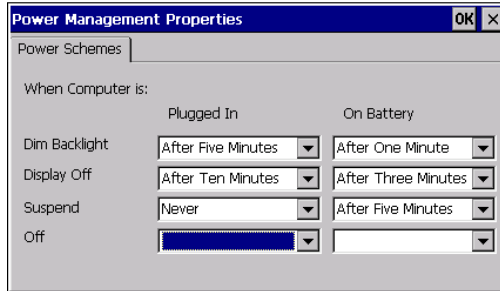 Power Management Properties OK ×
Power Schemes
When Computer is:
Plugged In On Battery
Dim Backlight After Five Minutes After One Minute
Display Off After Ten Minutes After Three Minutes
Suspend Never After Five Minutes
Off